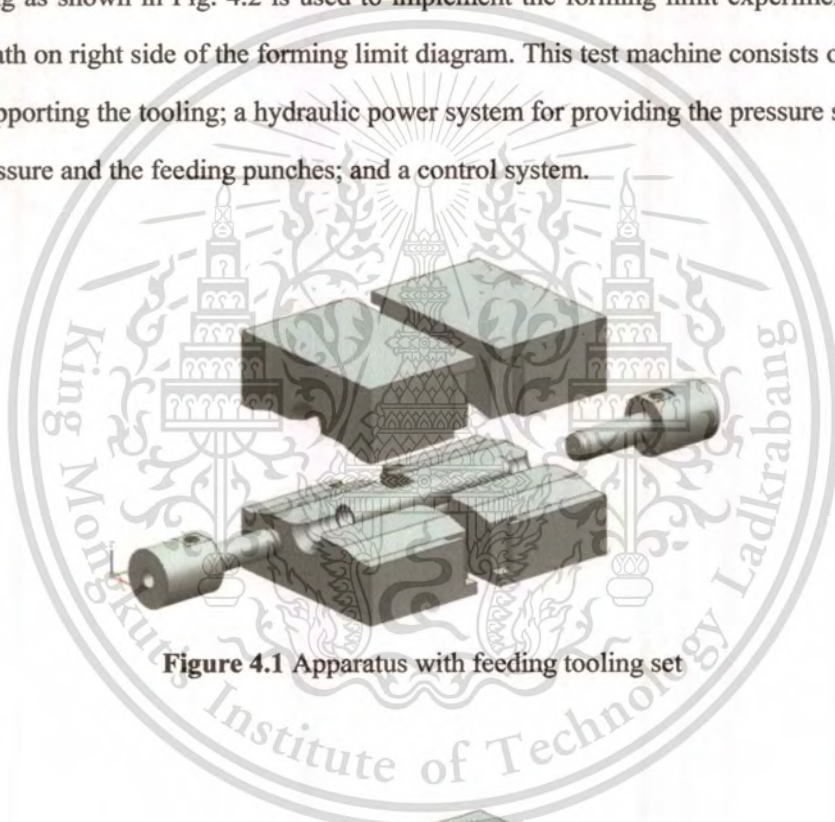 g as shown in Fig. 4.2 is used to implement the forming limit experime
ath on right side of the forming limit diagram. This test machine consists
pporting the tooling; a hydraulic power system for providing the pressure
ssure and the feeding punches; and a control system.
Figure 4.1 Apparatus with feeding tooling set
King Mongkut's Institute of Technology Ladkrabang